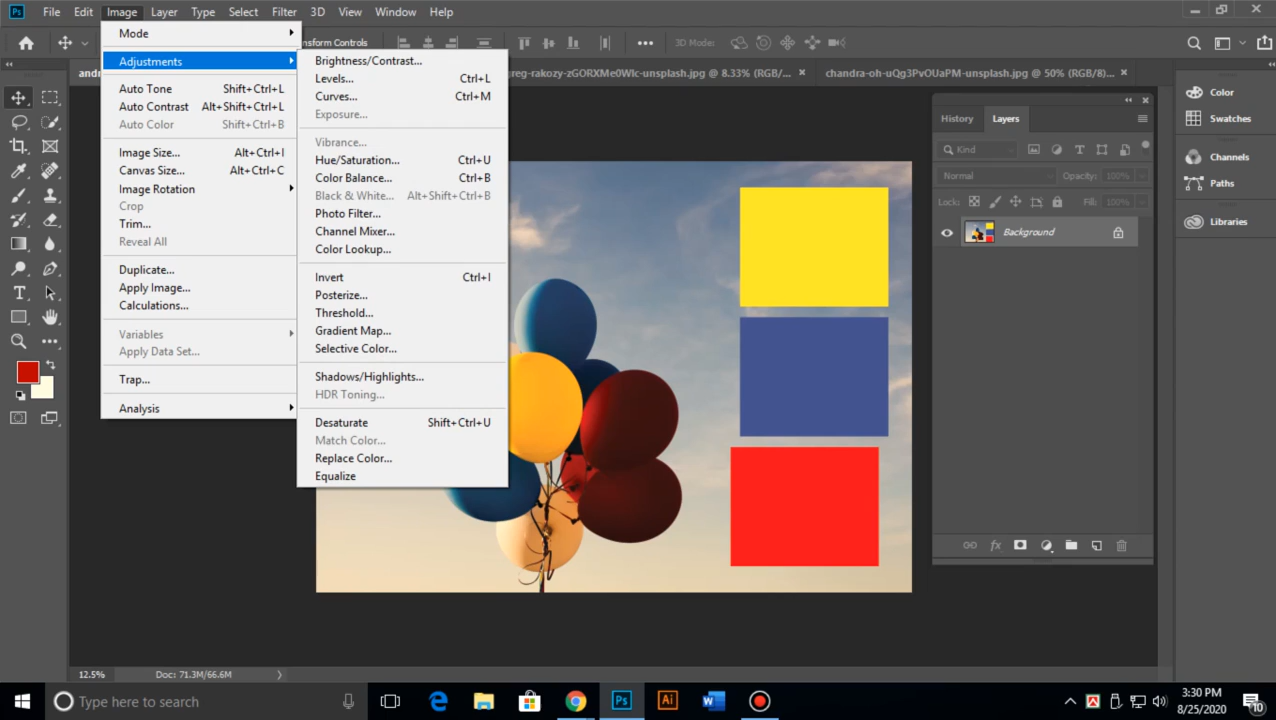 Ps File Edit Image Layer Type Select Filter 3D View Window Help
nsform Controls
3D Mode:
andr
greg-rakozy-zGORXMe0Wlc-unsplash.jpg @ 8.33% (RGB/...
chandra-oh-uQg3PvOUaPM-unsplash.jpg @ 50% (RGB/8)...
Mode
Adjustments
Auto Tone Shift+Ctrl+L
Auto Contrast Alt+Shift+Ctrl+L
Auto Color Shift+Ctrl+B
Image Size... Alt+Ctrl+I
Canvas Size... Alt+Ctrl+C
Image Rotation
Crop
Trim...
Reveal All
Duplicate...
Apply Image...
Calculations...
Variables
Apply Data Set...
Trap...
Analysis
Brightness/Contrast...
Levels... Ctrl+L
Curves... Ctrl+M
Exposure...
Vibrance...
Hue/Saturation... Ctrl+U
Color Balance... Ctrl+B
Black & White... Alt+Shift+Ctrl+B
Photo Filter...
Channel Mixer...
Color Lookup...
Invert Ctrl+I
Posterize...
Threshold...
Gradient Map...
Selective Color...
Shadows/Highlights...
HDR Toning...
Desaturate Shift+Ctrl+U
Match Color...
Replace Color...
Equalize
History Layers
Kind
Normal Opacity: 100%
Lock: Fill: 100%
Background
Color
Swatches
Channels
Paths
Libraries
12.5% Doc: 71.3M/66.6M
Type here to search
Ps Ai W
3:30 PM
8/25/2020
10